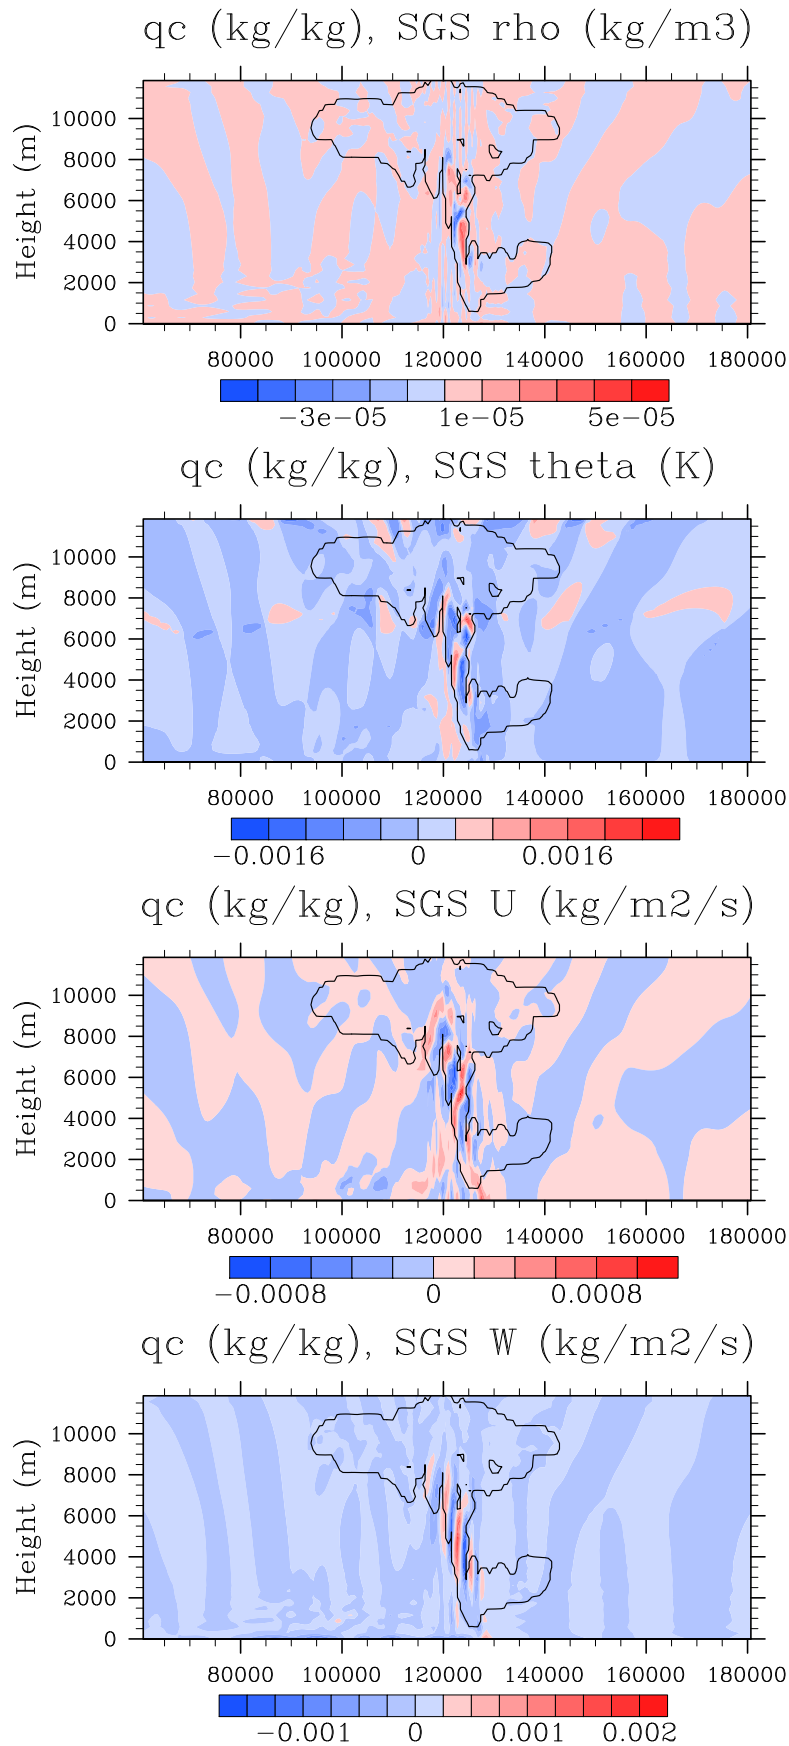 qc (kg/kg), SGS rho (kg/m3)
Height (m)
10000
8000
6000
4000
2000
0
80000 100000 120000 140000 160000 180000
−3e−05 1e−05 5e−05
qc (kg/kg), SGS theta (K)
Height (m)
10000
8000
6000
4000
2000
0
80000 100000 120000 140000 160000 180000
−0.0016 0 0.0016
qc (kg/kg), SGS U (kg/m2/s)
Height (m)
10000
8000
6000
4000
2000
0
80000 100000 120000 140000 160000 180000
−0.0008 0 0.0008
qc (kg/kg), SGS W (kg/m2/s)
Height (m)
10000
8000
6000
4000
2000
0
80000 100000 120000 140000 160000 180000
−0.001 0 0.001 0.002